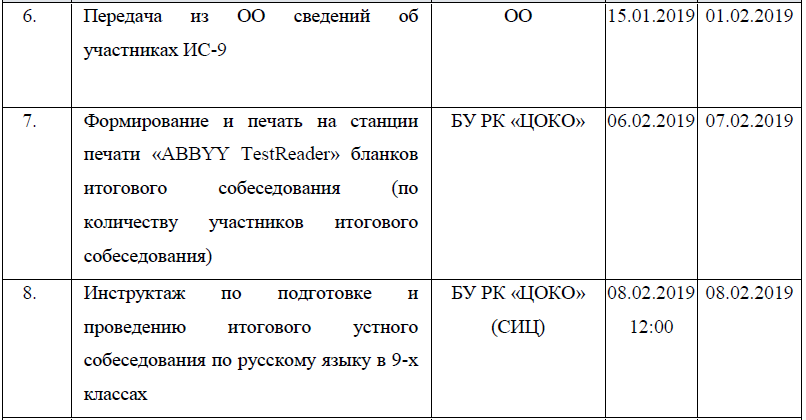 6. Передача из ОО сведений об ОО 15.01.2019 01.02.2019
участниках ИС-9
7. Формирование и печать на станции БУ РК «ЦОКО» 06.02.2019 07.02.2019
печати «ABBYY TestReader» бланков
итогового собеседования (по
количеству участников итогового
собеседования)
8. Инструктаж по подготовке и БУ РК «ЦОКО» 08.02.2019 08.02.2019
проведению итогового устного (СИЦ) 12:00
собеседования по русскому языку в 9-х
классах